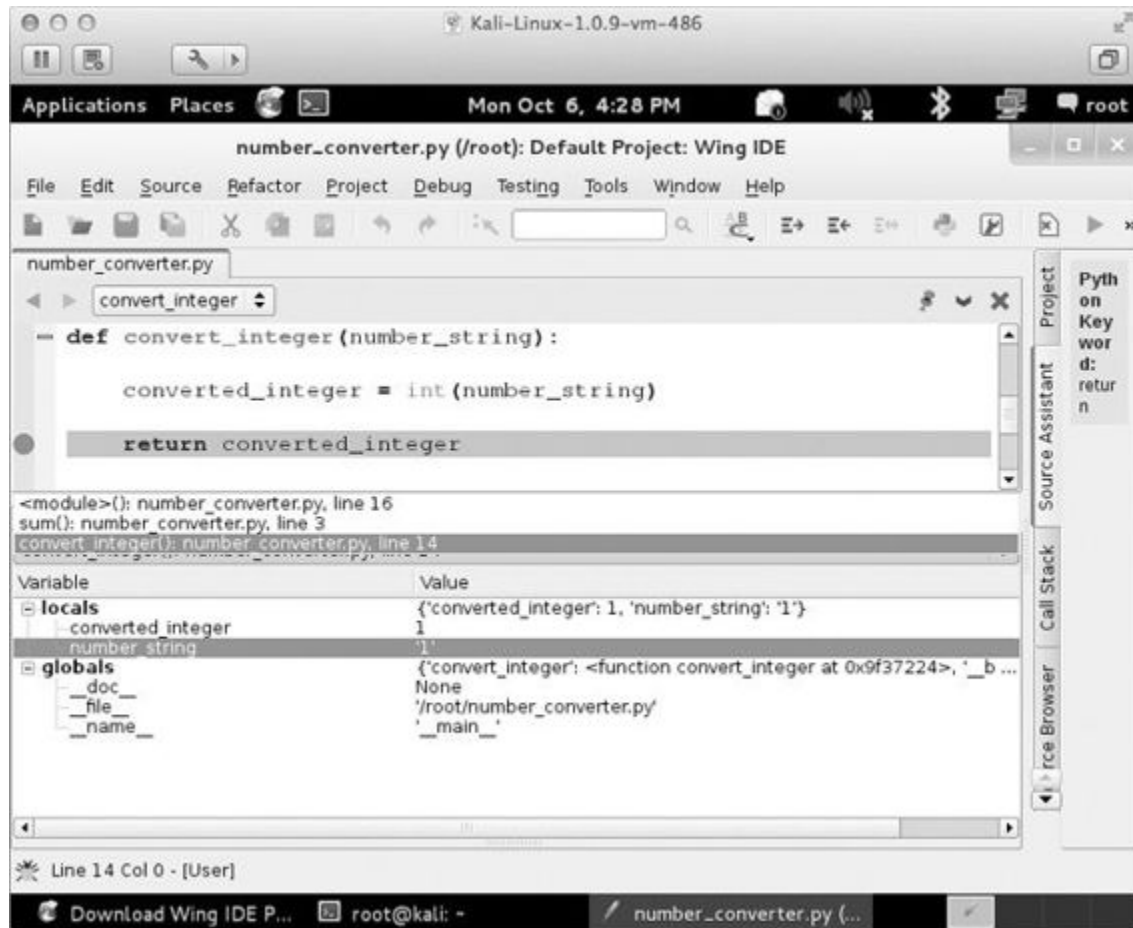 Kali-Linux-1.0.9-vm-486
Applications Places Mon Oct 6, 4:28 PM root
number_converter.py (/root): Default Project: Wing IDE
File Edit Source Refactor Project Debug Testing Tools Window Help
number_converter.py
convert_integer
def convert_integer(number_string):
converted_integer = int(number_string)
return converted_integer
<module>(): number_converter.py, line 16
sum(): number_converter.py, line 3
convert_integer(): number_converter.py, line 14
Variable Value
locals {'converted_integer': 1, 'number_string': '1'}
converted_integer 1
number_string '1'
globals {'convert_integer': <function convert_integer at 0x9f37224>, '__b ...
__doc__ None
__file__ '/root/number_converter.py'
__name__ '__main__'
Project
Source Assistant
Call Stack
rce Browser
Pyth
on
Key
wor
d:
retur
n
Line 14 Col 0 - [User]
Download Wing IDE P... root@kali: ~ number_converter.py (...